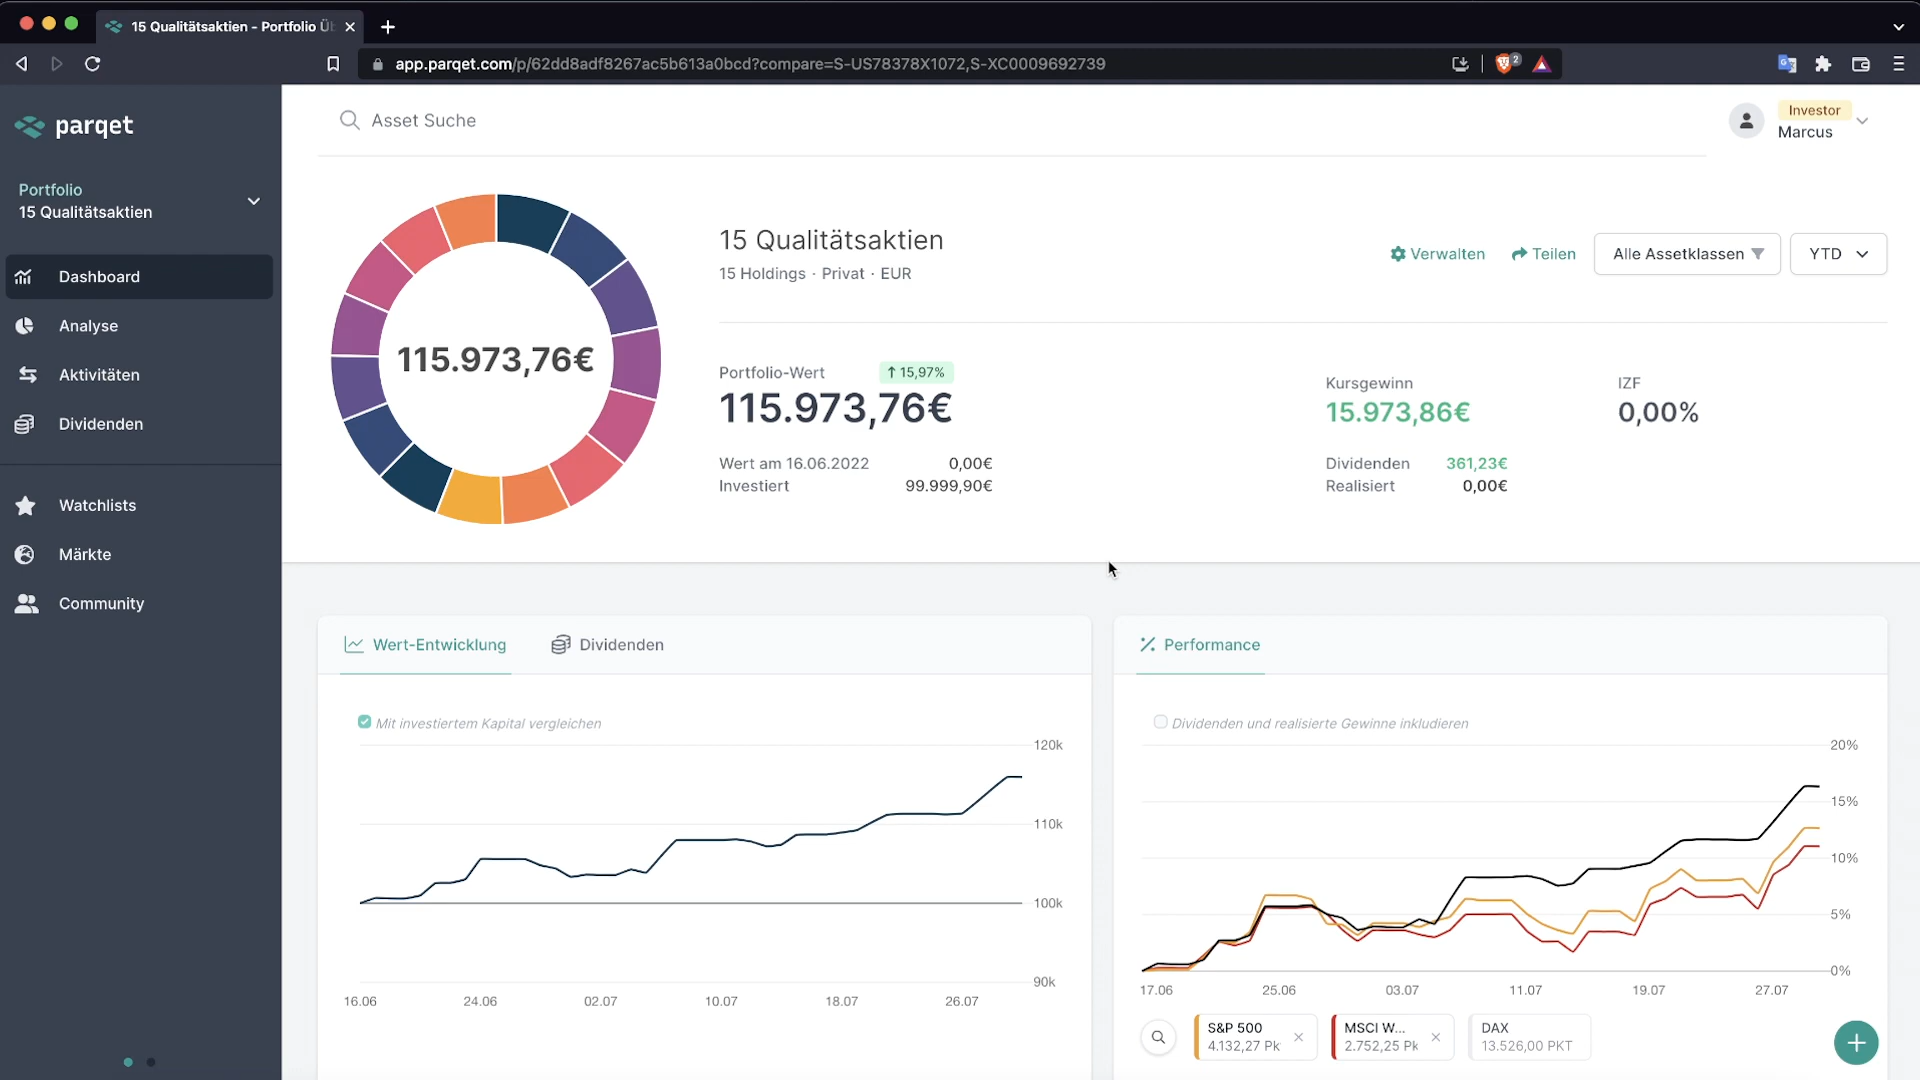 15 Qualitätsaktien - Portfolio Üb
app.parqet.com/p/62dd8adf8267ac5b613a0bcd?compare=S-US78378X1072,S-XC0009692739
2
parqet
Asset Suche
Investor
Marcus
Portfolio
15 Qualitätsaktien
Dashboard
Analyse
Aktivitäten
Dividenden
Watchlists
Märkte
Community
115.973,76€
15 Qualitätsaktien
15 Holdings · Privat · EUR
Verwalten
Teilen
Alle Assetklassen
YTD
Portfolio-Wert
↑ 15,97%
115.973,76€
Wert am 16.06.2022 0,00€
Investiert 99.999,90€
Kursgewinn
15.973,86€
IZF
0,00%
Dividenden 361,23€
Realisiert 0,00€
Wert-Entwicklung
Dividenden
Mit investiertem Kapital vergleichen
120k
110k
100k
90k
16.06 24.06 02.07 10.07 18.07 26.07
Performance
Dividenden und realisierte Gewinne inkludieren
20%
15%
10%
5%
0%
17.06 25.06 03.07 11.07 19.07 27.07
S&P 500
4.132,27 Pk
MSCI W...
2.752,25 Pk
DAX
13.526,00 PKT